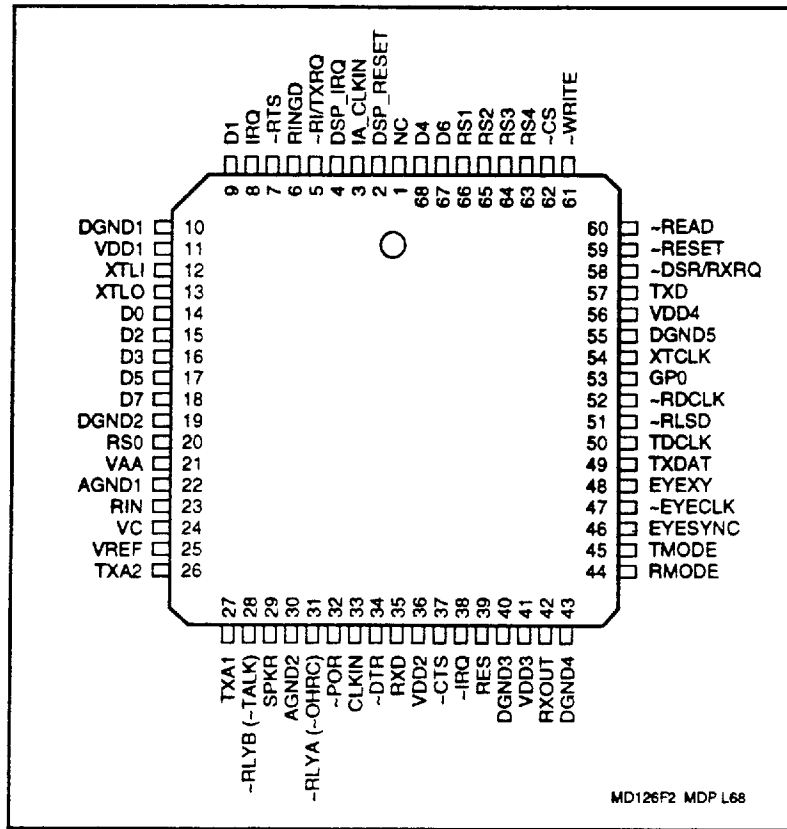 D1 IRQ ~RTS RINGD ~RI/TXRQ DSP_IRQ IA_CLKIN DSP_RESET NC D4 D6 RS1 RS2 RS3 RS4 ~CS ~WRITE
9 8 7 6 5 4 3 2 1 68 67 66 65 64 63 62 61
DGND1 10
VDD1 11
XTLI 12
XTLO 13
D0 14
D2 15
D3 16
D5 17
D7 18
DGND2 19
RS0 20
VAA 21
AGND1 22
RIN 23
VC 24
VREF 25
TXA2 26
60 ~READ
59 ~RESET
58 ~DSR/RXRQ
57 TXD
56 VDD4
55 DGND5
54 XTCLK
53 GP0
52 ~RDCLK
51 ~RLSD
50 TDCLK
49 TXDAT
48 EYEXY
47 ~EYECLK
46 EYESYNC
45 TMODE
44 RMODE
27 28 29 30 31 32 33 34 35 36 37 38 39 40 41 42 43
TXA1 ~RLYB (~TALK) SPKR AGND2 ~RLYA (~OHRC) ~POR CLKIN ~DTR RXD VDD2 ~CTS ~IRQ RES DGND3 VDD3 RXOUT DGND4
MD126F2 MDP L68